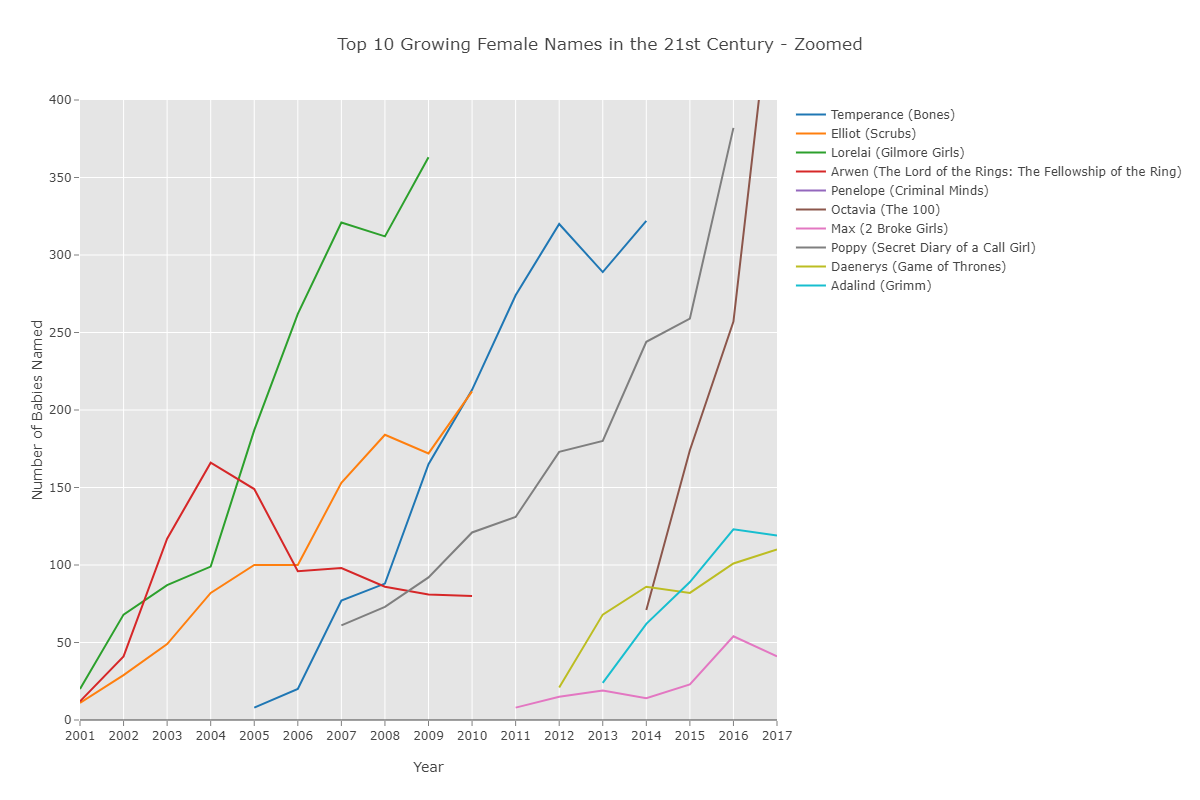 Top 10 Growing Female Names in the 21st Century - Zoomed
Number of Babies Named
400
350
300
250
200
150
100
50
0
2001 2002 2003 2004 2005 2006 2007 2008 2009 2010 2011 2012 2013 2014 2015 2016 2017
Year
Temperance (Bones)
Elliot (Scrubs)
Lorelai (Gilmore Girls)
Arwen (The Lord of the Rings: The Fellowship of the Ring)
Penelope (Criminal Minds)
Octavia (The 100)
Max (2 Broke Girls)
Poppy (Secret Diary of a Call Girl)
Daenerys (Game of Thrones)
Adalind (Grimm)